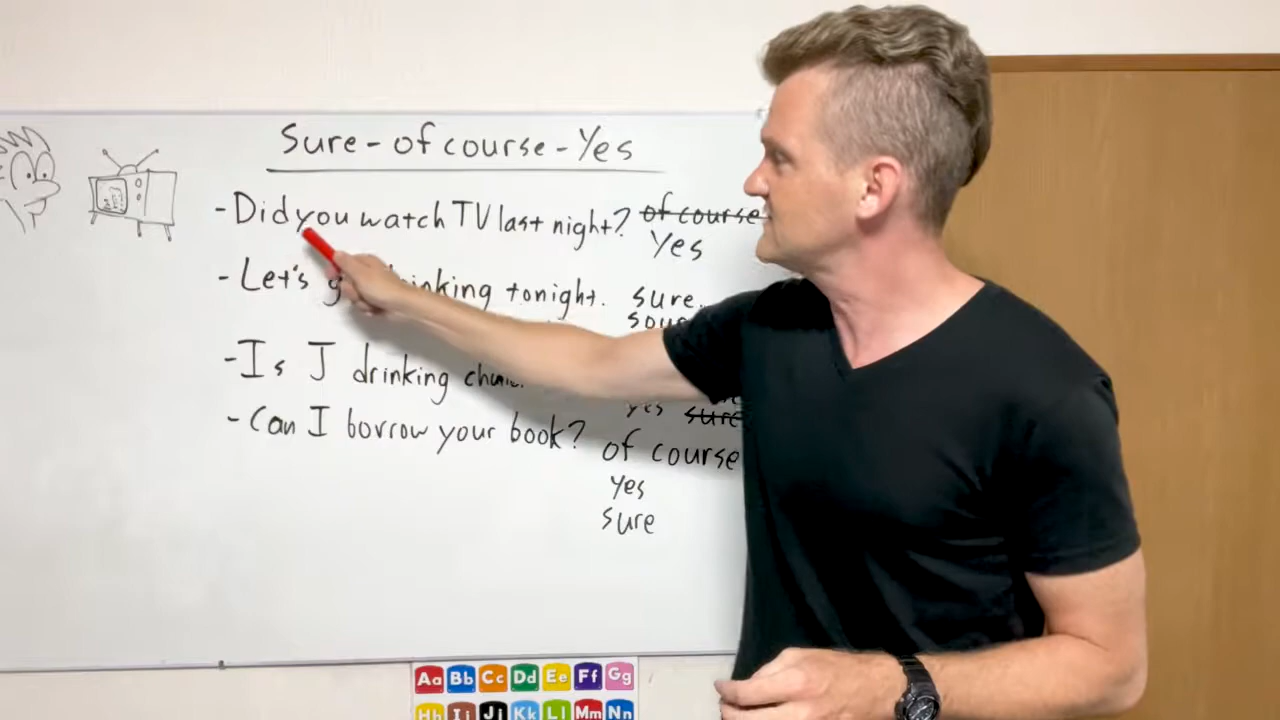 Sure - of course - Yes
- Did you watch TV last night? of course
Yes
- Let's drinking tonight. sure.
- Is J drinking
yes sure
- Can I borrow your book? of course
yes
sure
Aa Bb Cc Dd Ee Ff Gg
Hh Ii Jj Kk Ll Mm Nn